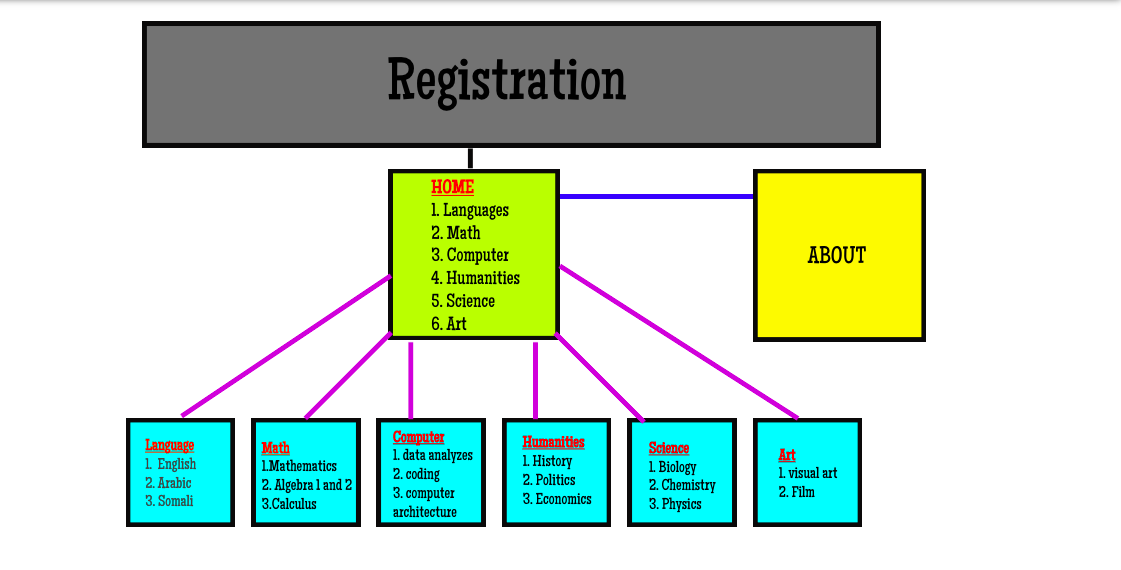 Registration
HOME
1. Languages
2. Math
3. Computer
4. Humanities
5. Science
6. Art
ABOUT
Language
1. English
2. Arabic
3. Somali
Math
1.Mathematics
2. Algebra 1 and 2
3.Calculus
Computer
1. data analyzes
2. coding
3. computer
architecture
Humanities
1. History
2. Politics
3. Economics
Science
1. Biology
2. Chemistry
3. Physics
Art
1. visual art
2. Film